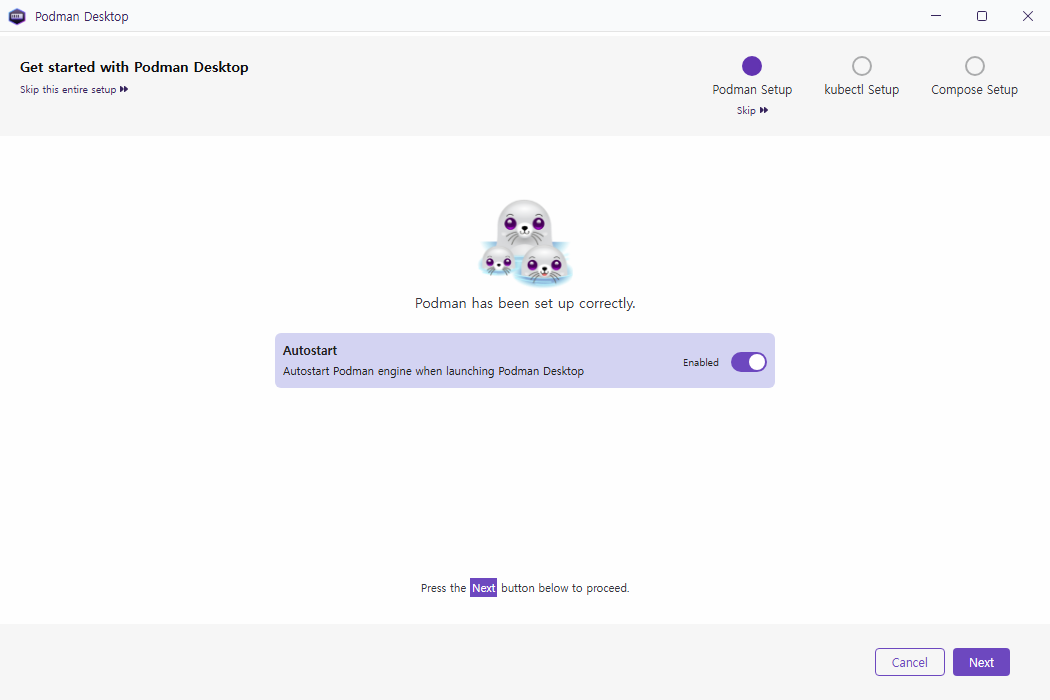 Podman Desktop
Get started with Podman Desktop
Skip this entire setup
Podman Setup
Skip
kubectl Setup
Compose Setup
Podman has been set up correctly.
Autostart
Autostart Podman engine when launching Podman Desktop
Enabled
Press the Next button below to proceed.
Cancel
Next